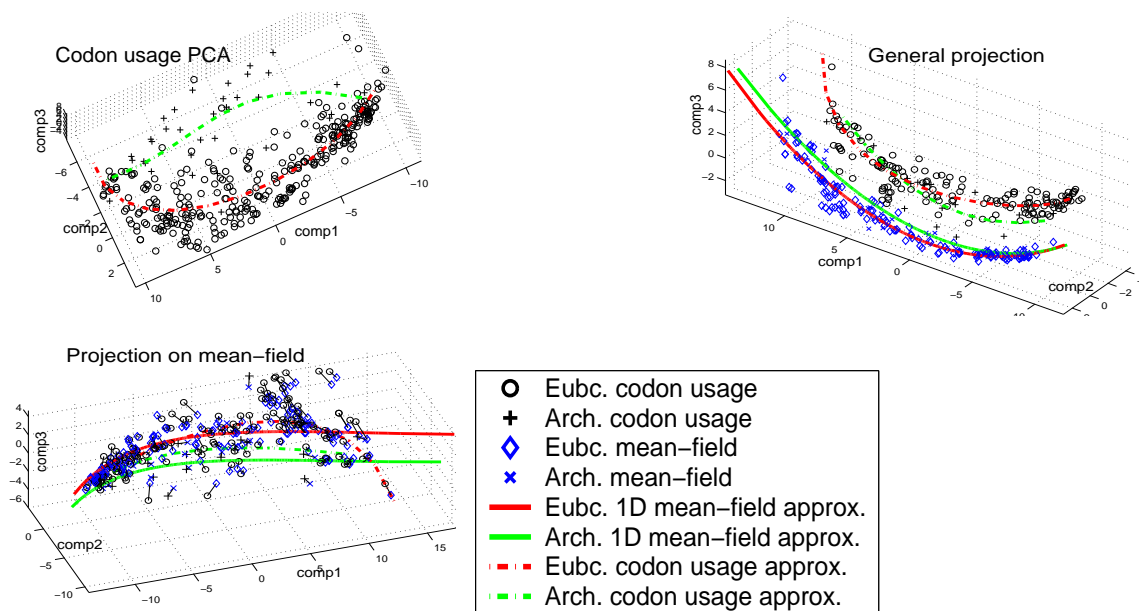 Codon usage PCA
comp3
8
−4
−6
−4
−2
0
2
comp2
10
5
0
−5
−10
comp1
General projection
comp3
8
6
4
2
0
−2
10
5
0
−5
−10
comp1
comp2
0
−2
Projection on mean−field
comp3
4
2
0
−2
−4
−6
0
−5
−10
comp2
−10
−5
0
5
10
15
comp1
Eubc. codon usage
Arch. codon usage
Eubc. mean−field
Arch. mean−field
Eubc. 1D mean−field approx.
Arch. 1D mean−field approx.
Eubc. codon usage approx.
Arch. codon usage approx.